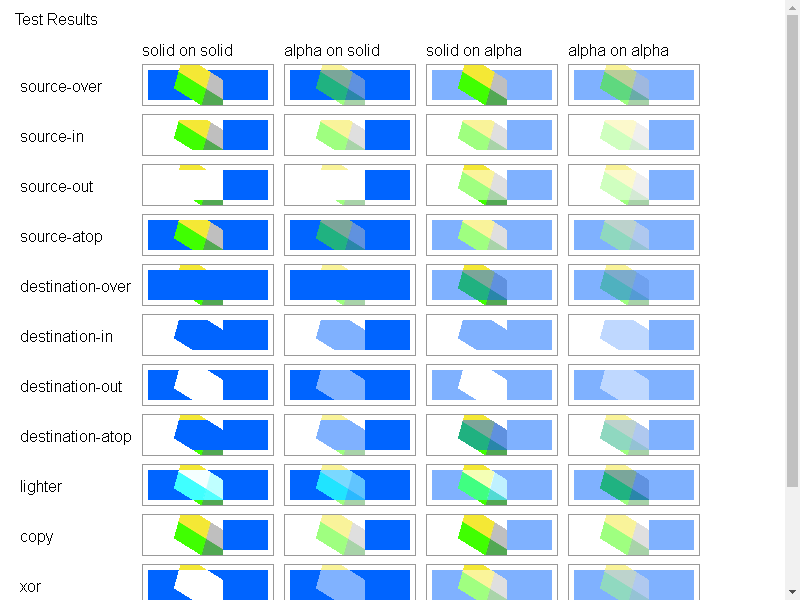 Test Results
solid on solid alpha on solid solid on alpha alpha on alpha
source-over
source-in
source-out
source-atop
destination-over
destination-in
destination-out
destination-atop
lighter
copy
xor